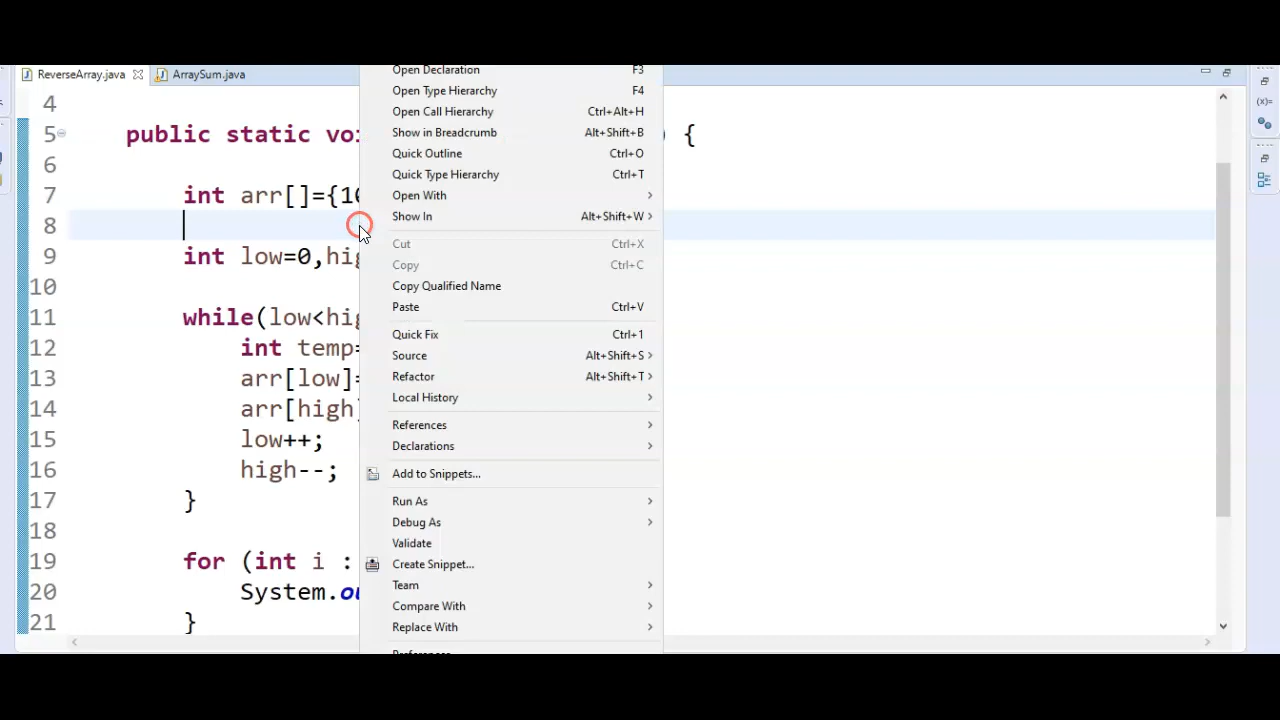 ReverseArray.java ArraySum.java
Open Declaration F3
4
Open Type Hierarchy F4
Open Call Hierarchy Ctrl+Alt+H
5 public static voi ) {
Show in Breadcrumb Alt+Shift+B
Quick Outline Ctrl+O
6
Quick Type Hierarchy Ctrl+T
7 int arr[]={10
Open With
Show In Alt+Shift+W
8
Cut Ctrl+X
9 int low=0,hig
Copy Ctrl+C
10
Copy Qualified Name
Paste Ctrl+V
11 while(low<hig
Quick Fix Ctrl+1
12 int temp=
Source Alt+Shift+S
13 arr[low]=
Refactor Alt+Shift+T
Local History
14 arr[high]
References
15 low++;
Declarations
16 high--;
Add to Snippets...
17 }
Run As
Debug As
18
Validate
19 for (int i :
Create Snippet...
Team
20 System.ou
Compare With
21 }
Replace With
Preferences
(x)=